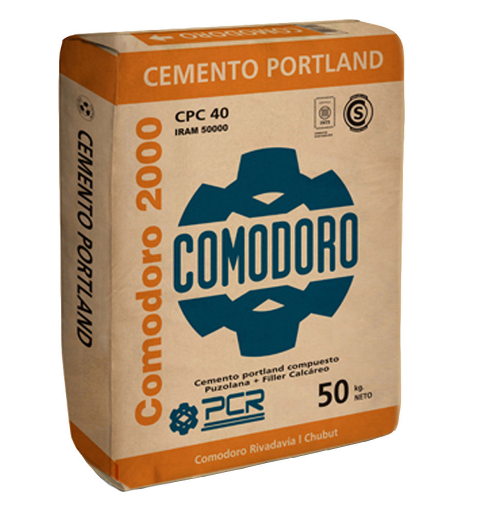 COMODORO
CEMENTO PORTLAND
CEMENTO PORTLAND
Comodoro 2000
CPC 40
IRAM 50000
S
COMODORO
Cemento portland compuesto
Puzolana + Filler Calcáreo
PCR
50 kg.
NETO
Comodoro Rivadavia I Chubut